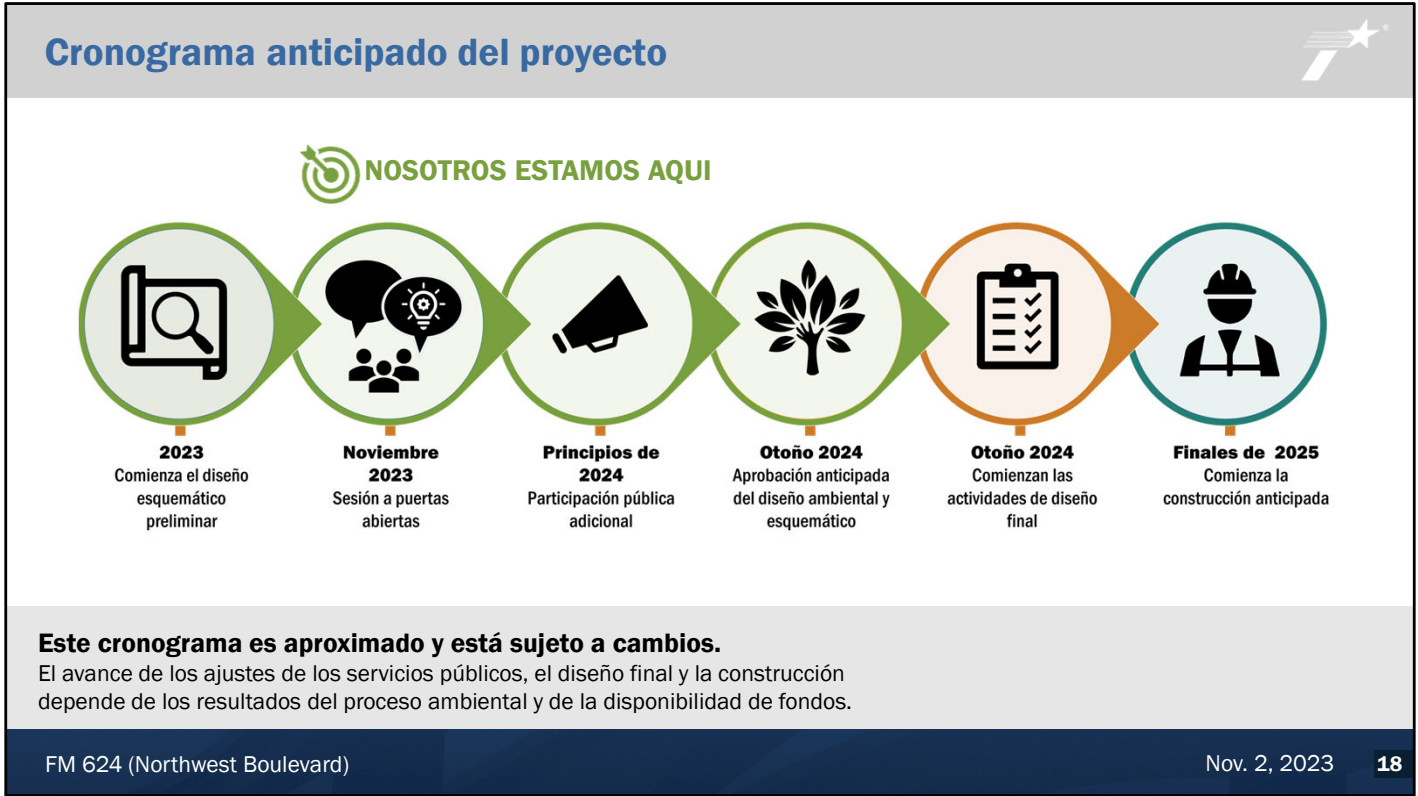 Cronograma anticipado del proyecto
NOSOTROS ESTAMOS AQUI
2023
Comienza el diseño
esquemático
preliminar
Noviembre
2023
Sesión a puertas
abiertas
Principios de
2024
Participación pública
adicional
Otoño 2024
Aprobación anticipada
del diseño ambiental y
esquemático
Otoño 2024
Comienzan las
actividades de diseño
final
Finales de 2025
Comienza la
construcción anticipada
Este cronograma es aproximado y está sujeto a cambios.
El avance de los ajustes de los servicios públicos, el diseño final y la construcción
depende de los resultados del proceso ambiental y de la disponibilidad de fondos.
FM 624 (Northwest Boulevard)
Nov. 2, 2023
18